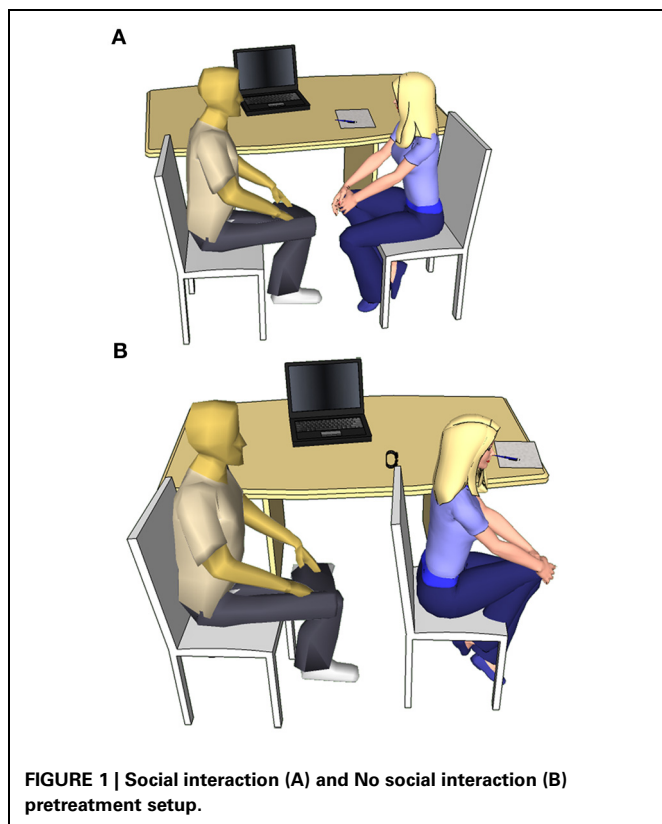 A
B
FIGURE 1 | Social interaction (A) and No social interaction (B)
pretreatment setup.